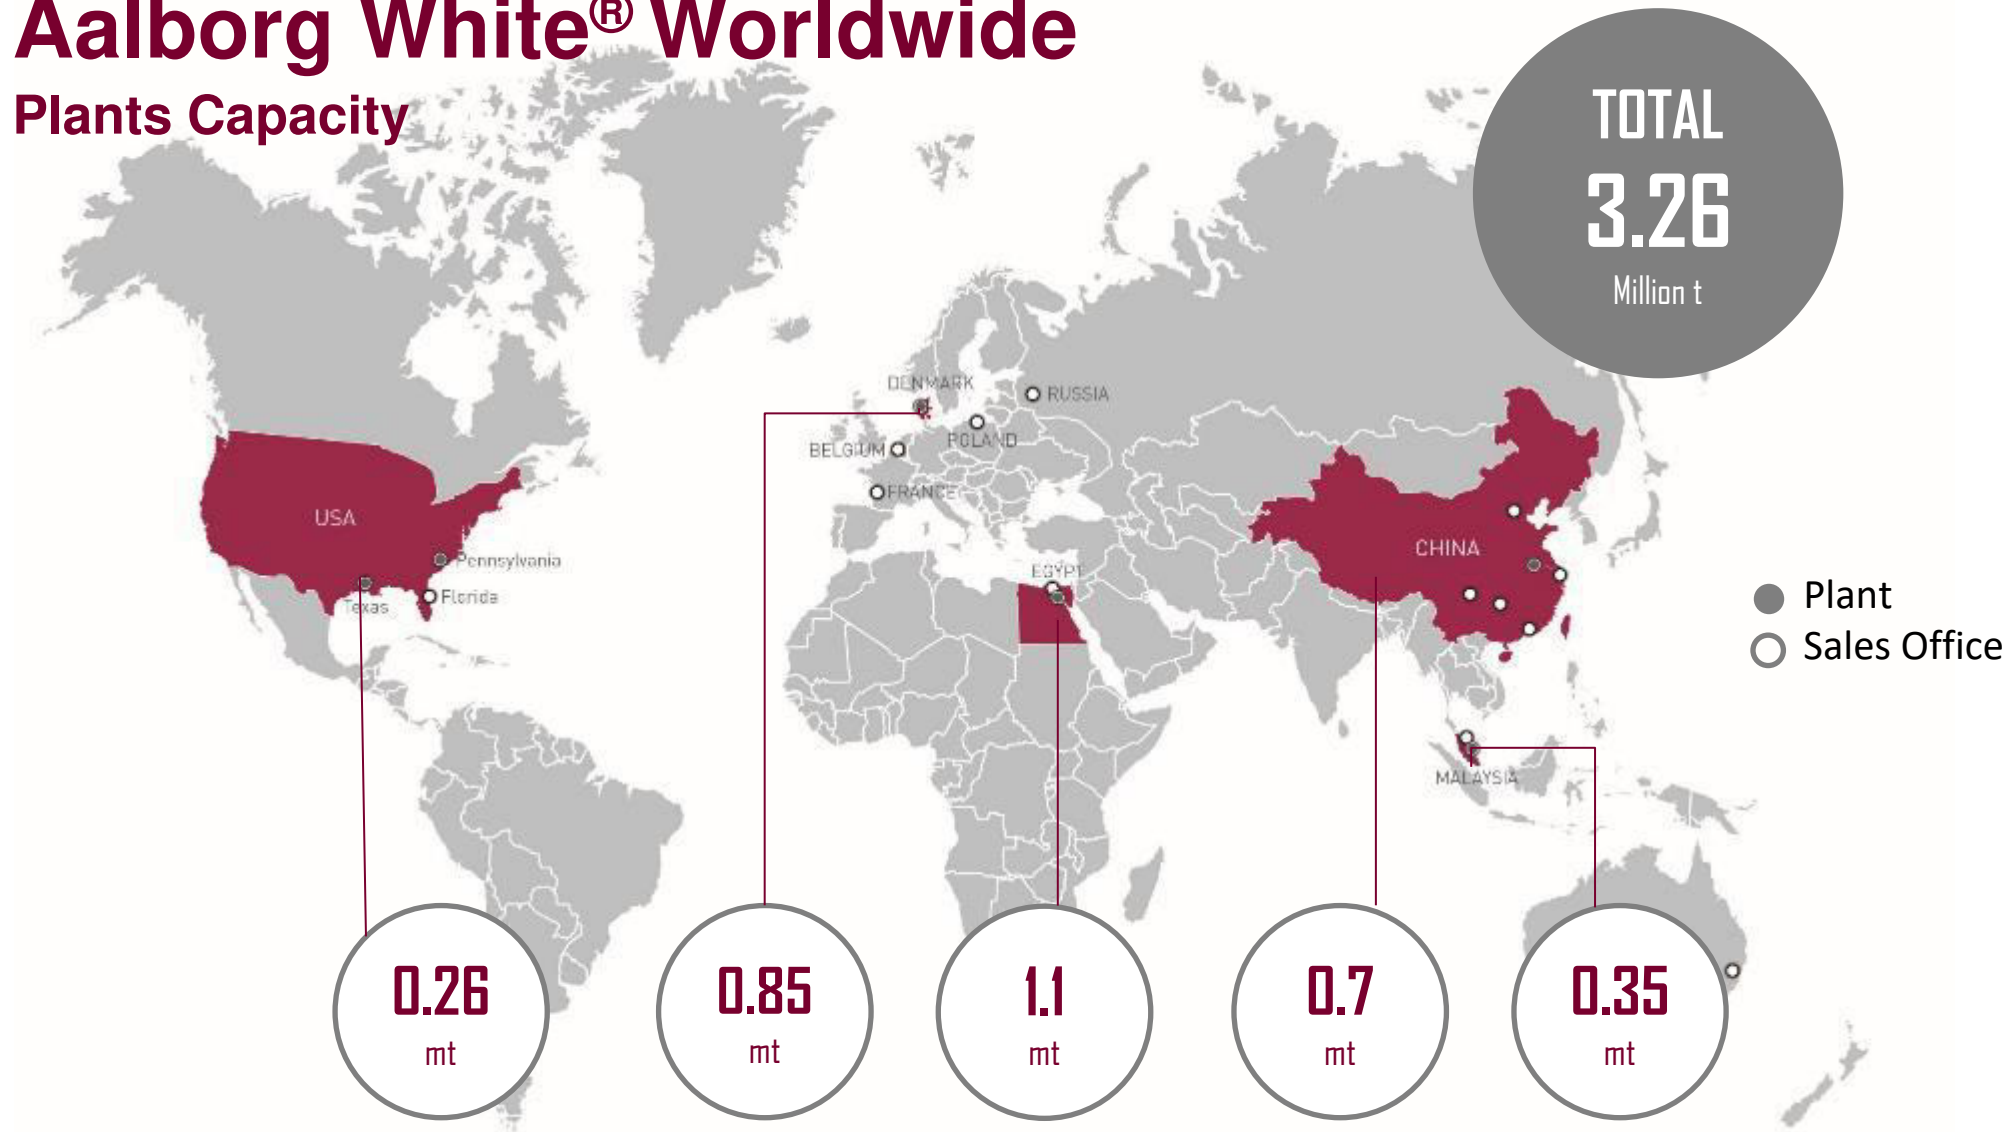 Aalborg White® Worldwide
Plants Capacity
TOTAL
3.26
Million t
DENMARK
RUSSIA
POLAND
BELGIUM
FRANCE
USA
Pennsylvania
Texas
Florida
EGYPT
CHINA
MALAYSIA
Plant
Sales Office
0.26
mt
0.85
mt
1.1
mt
0.7
mt
0.35
mt